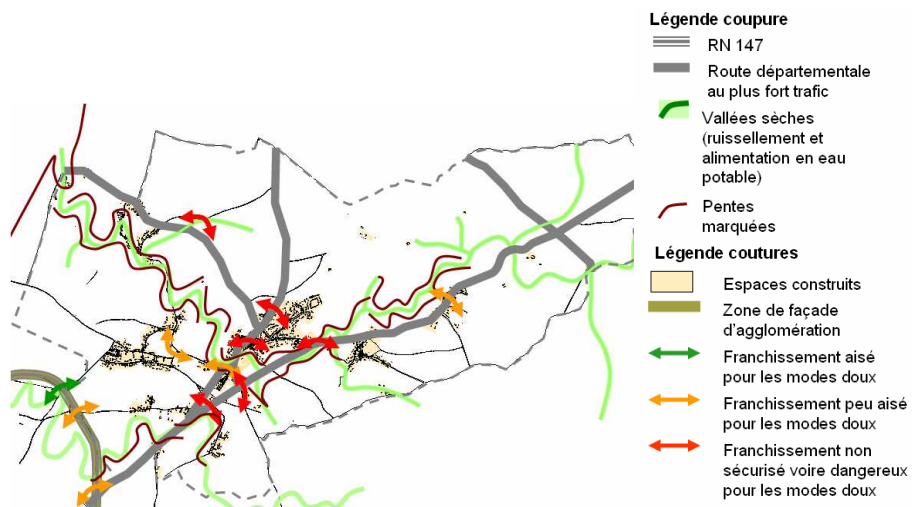 Légende coupure
RN 147
Route départementale
au plus fort trafic
Vallées sèches
(ruissellement et
alimentation en eau
potable)
Pentes
marquées
Légende coutures
Espaces construits
Zone de façade
d'agglomération
Franchissement aisé
pour les modes doux
Franchissement peu aisé
pour les modes doux
Franchissement non
sécurisé voire dangereux
pour les modes doux